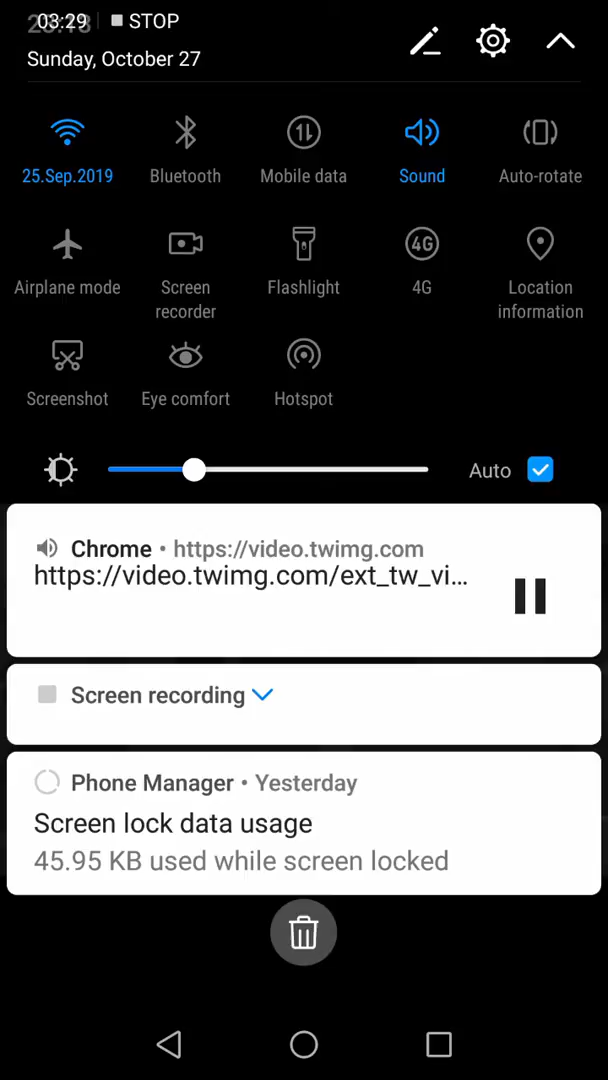 03:29 STOP
Sunday, October 27
25.Sep.2019 Bluetooth Mobile data Sound Auto-rotate
4G
Airplane mode Screen recorder Flashlight 4G Location information
Screenshot Eye comfort Hotspot
Auto
Chrome • https://video.twimg.com
https://video.twimg.com/ext_tw_vi...
Screen recording
Phone Manager • Yesterday
Screen lock data usage
45.95 KB used while screen locked